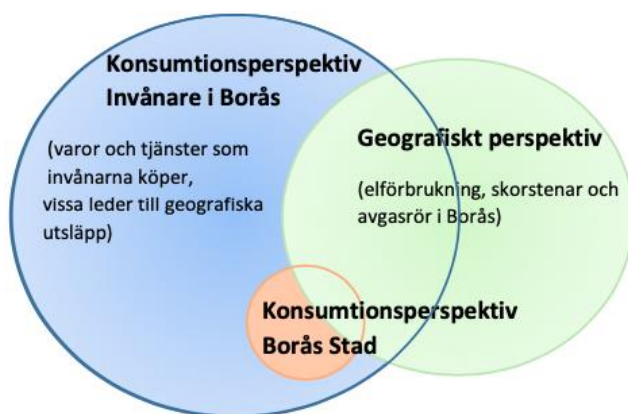 Konsumtionsperspektiv
Invånare i Borås
(varor och tjänster som
invånarna köper,
vissa leder till geografiska
utsläpp)
Geografiskt perspektiv
(elförbrukning, skorstenar och
avgasrör i Borås)
Konsumtionsperspektiv
Borås Stad